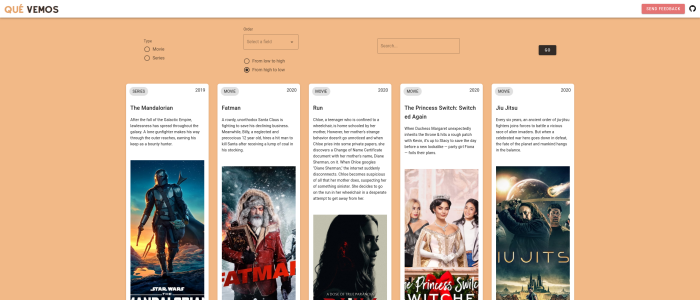 QUÉ VEMOS
SEND FEEDBACK
Type
Movie
Series
Order
Select a field
From low to high
From high to low
Search...
GO
SERIES
2019
The Mandalorian
After the fall of the Galactic Empire,
lawlessness has spread throughout the
galaxy. A lone gunfighter makes his way
through the outer reaches, earning his
keep as a bounty hunter.
STAR WARS
MANDALORIAN
MOVIE
2020
Fatman
A rowdy, unorthodox Santa Claus is
fighting to save his declining business.
Meanwhile, Billy, a neglected and
precocious 12 year old, hires a hit man to
kill Santa after receiving a lump of coal in
his stocking.
FATMAN
MOVIE
2020
Run
Chloe, a teenager who is confined to a
wheelchair, is home schooled by her
mother, Diane. However, her mother's strange
behavior doesn't go unnoticed and when
Chloe pries into some private papers, she
discovers a Change of Name Certificate
document with her mother's name, Diane
Sherman, on it. When Chloe googles
"Diane Sherman," the internet suddenly
disconnects. Chloe becomes suspicious
of all that her mother does, suspecting her
of something sinister. She decides to go
on the run in her wheelchair in a desperate
attempt to get away from her.
MOVIE
2020
The Princess Switch: Switch
ed Again
When Duchess Margaret unexpectedly
inherits the throne & hits a rough patch
with Kevin, it's up to Stacy to save the day
before a new lookalike — party girl Fiona
— foils their plans.
The Princess Switch
MOVIE
2020
Jiu Jitsu
Every six years, an ancient order of jiu-jitsu
fighters joins forces to battle a vicious
race of alien invaders. But when a
celebrated war hero goes down in defeat,
the fate of the planet and mankind hangs
in the balance.
JIU JITSU